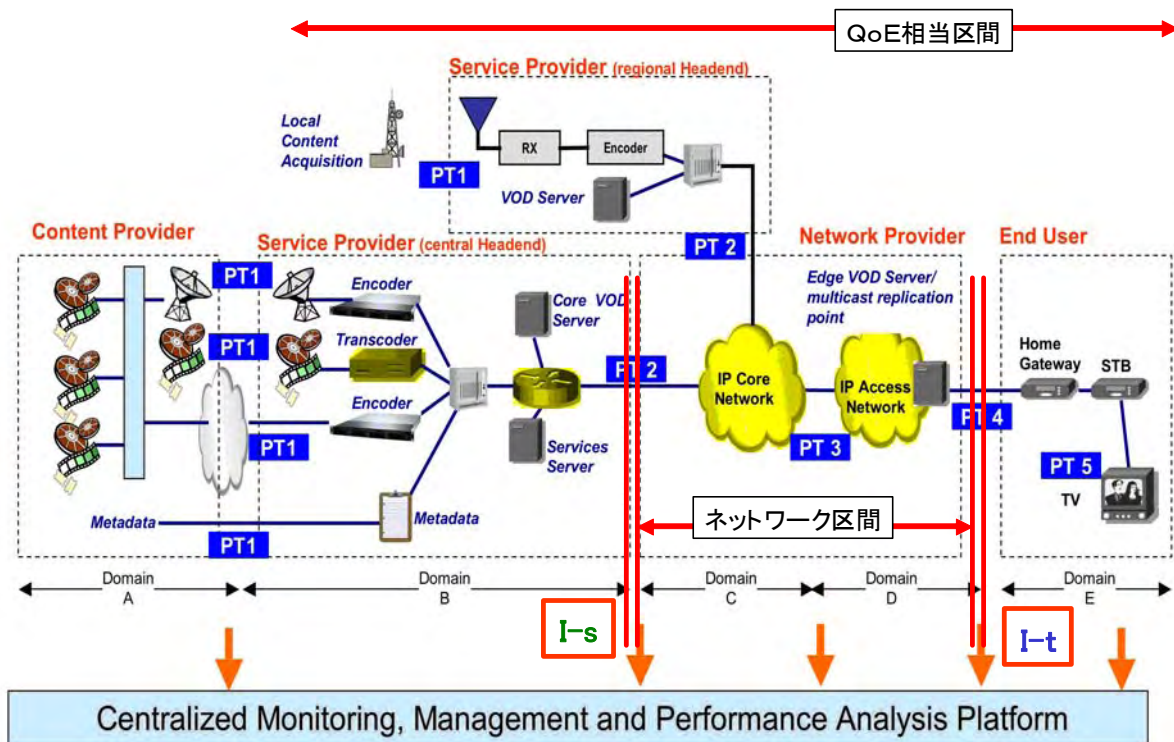 QoE相当区間
Service Provider (regional Headend)
Local
Content
Acquisition
RX
Encoder
PT1
VOD Server
Content Provider
Service Provider (central Headend)
PT 2
Network Provider
End User
PT1
Encoder
Core VOD
Server
Edge VOD Server/
multicast replication
point
PT1
Transcoder
Home
Gateway
STB
PT 2
IP Core
Network
IP Access
Network
Encoder
PT 4
PT1
Services
Server
PT 3
PT 5
TV
Metadata
Metadata
ネットワーク区間
PT1
Domain
A
Domain
B
Domain
C
Domain
D
Domain
E
I-s
I-t
Centralized Monitoring, Management and Performance Analysis Platform